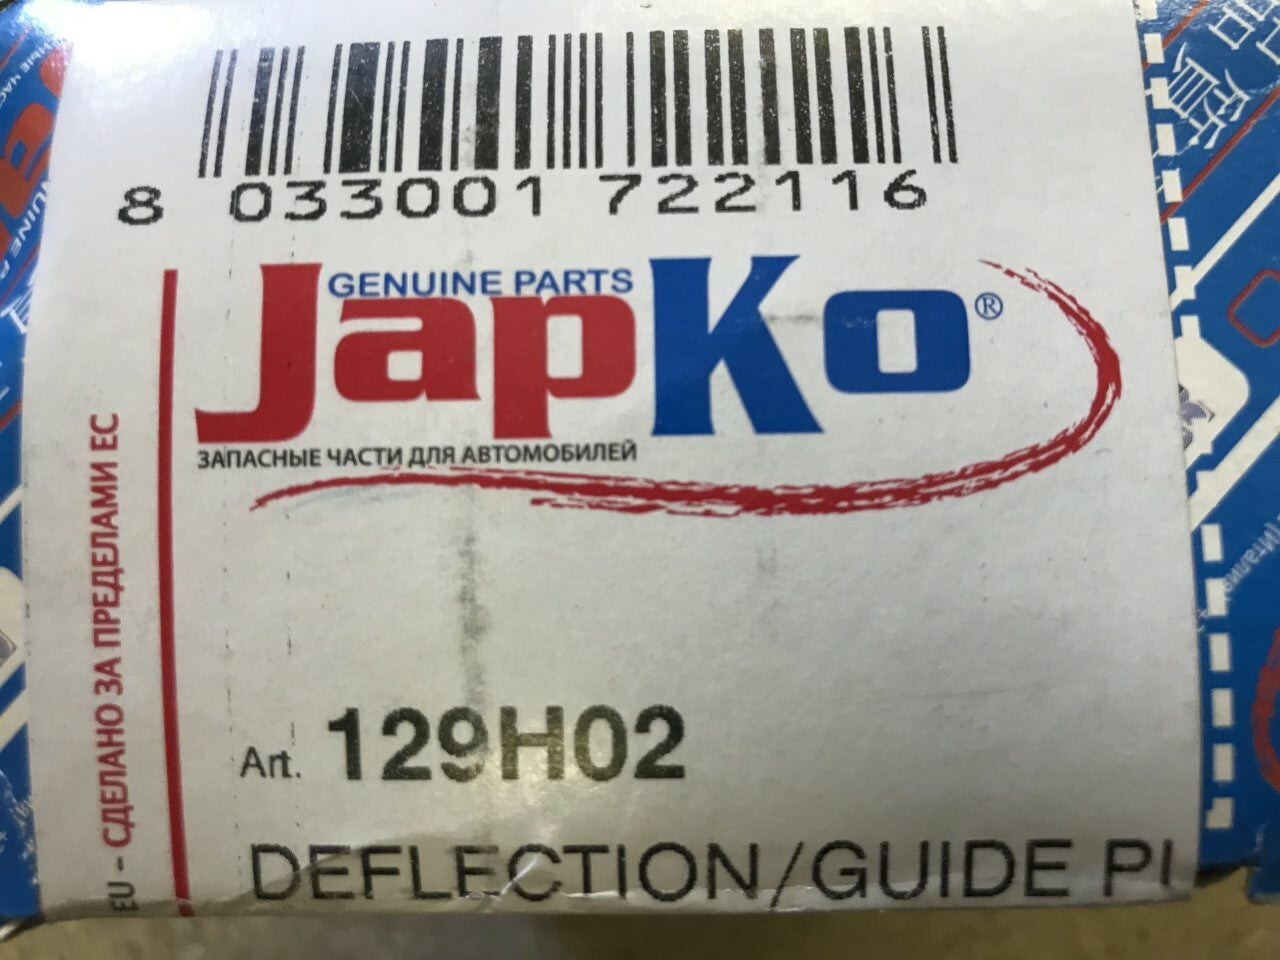 8 033001 722116
GENUINE PARTS
JapKo®
ЗАПАСНЫЕ ЧАСТИ ДЛЯ АВТОМОБИЛЕЙ
EU – СДЕЛАНО ЗА ПРЕДЕЛАМИ ЕС
Art. 129H02
DEFLECTION/GUIDE PI